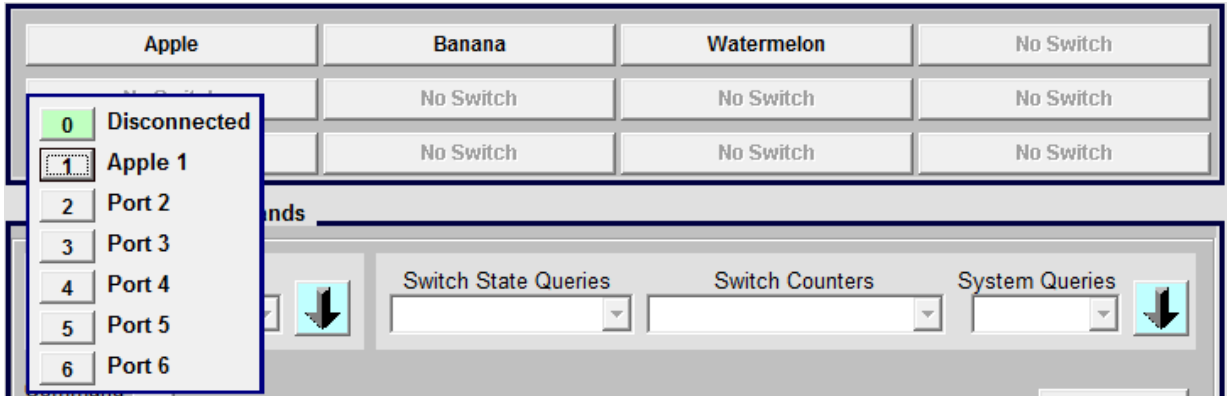 Apple Banana Watermelon No Switch
No Switch No Switch No Switch
0 Disconnected
1 Apple 1
No Switch No Switch No Switch
2 Port 2
3 Port 3
4 Port 4
5 Port 5
6 Port 6
Switch State Queries Switch Counters System Queries